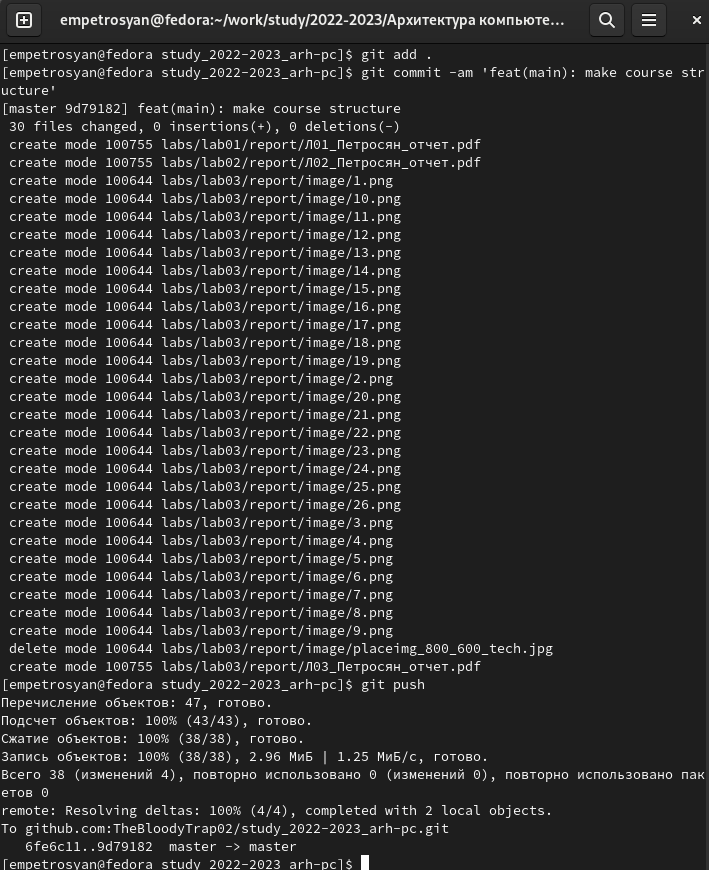 empetrosyan@fedora:~/work/study/2022-2023/Архитектура компьюте...
[empetrosyan@fedora study_2022-2023_arh-pc]$ git add .
[empetrosyan@fedora study_2022-2023_arh-pc]$ git commit -am 'feat(main): make course str
ucture'
[master 9d79182] feat(main): make course structure
30 files changed, 0 insertions(+), 0 deletions(-)
create mode 100755 labs/lab01/report/Л01_Петросян_отчет.pdf
create mode 100755 labs/lab02/report/Л02_Петросян_отчет.pdf
create mode 100644 labs/lab03/report/image/1.png
create mode 100644 labs/lab03/report/image/10.png
create mode 100644 labs/lab03/report/image/11.png
create mode 100644 labs/lab03/report/image/12.png
create mode 100644 labs/lab03/report/image/13.png
create mode 100644 labs/lab03/report/image/14.png
create mode 100644 labs/lab03/report/image/15.png
create mode 100644 labs/lab03/report/image/16.png
create mode 100644 labs/lab03/report/image/17.png
create mode 100644 labs/lab03/report/image/18.png
create mode 100644 labs/lab03/report/image/19.png
create mode 100644 labs/lab03/report/image/2.png
create mode 100644 labs/lab03/report/image/20.png
create mode 100644 labs/lab03/report/image/21.png
create mode 100644 labs/lab03/report/image/22.png
create mode 100644 labs/lab03/report/image/23.png
create mode 100644 labs/lab03/report/image/24.png
create mode 100644 labs/lab03/report/image/25.png
create mode 100644 labs/lab03/report/image/26.png
create mode 100644 labs/lab03/report/image/3.png
create mode 100644 labs/lab03/report/image/4.png
create mode 100644 labs/lab03/report/image/5.png
create mode 100644 labs/lab03/report/image/6.png
create mode 100644 labs/lab03/report/image/7.png
create mode 100644 labs/lab03/report/image/8.png
create mode 100644 labs/lab03/report/image/9.png
delete mode 100644 labs/lab03/report/image/placeimg_800_600_tech.jpg
create mode 100755 labs/lab03/report/Л03_Петросян_отчет.pdf
[empetrosyan@fedora study_2022-2023_arh-pc]$ git push
Перечисление объектов: 47, готово.
Подсчет объектов: 100% (43/43), готово.
Сжатие объектов: 100% (38/38), готово.
Запись объектов: 100% (38/38), 2.96 МиБ | 1.25 МиБ/с, готово.
Всего 38 (изменений 4), повторно использовано 0 (изменений 0), повторно использовано пак
етов 0
remote: Resolving deltas: 100% (4/4), completed with 2 local objects.
To github.com:TheBloodyTrap02/study_2022-2023_arh-pc.git
6fe6c11..9d79182  master -> master
[empetrosyan@fedora study_2022-2023_arh-pc]$